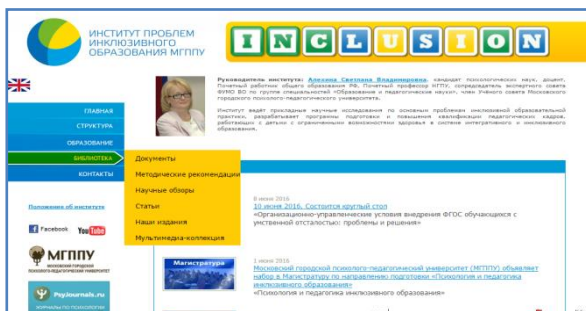 ИНСТИТУТ ПРОБЛЕМ
ИНКЛЮЗИВНОГО
ОБРАЗОВАНИЯ МГППУ
INCLUSION
Руководитель института: Алехина Светлана Владимировна, кандидат психологических наук, доцент,
Почетный работник общего образования РФ, Почетный профессор МГППУ, сопредседатель экспертного совета
ФУМО ВО по группе специальностей «Образование и педагогические науки», член Учёного совета Московского
городского психолого-педагогического университета.
Институт ведёт прикладные научные исследования по основным проблемам инклюзивной образовательной
практики, разрабатывает программы подготовки и повышения квалификации педагогических кадров,
работающих с детьми с ограниченными возможностями здоровья в системе интегративного и инклюзивного
образования.
ГЛАВНАЯ
СТРУКТУРА
ОБРАЗОВАНИЕ
БИБЛИОТЕКА
КОНТАКТЫ
Документы
Методические рекомендации
Научные обзоры
Статьи
Наши издания
Мультимедиа-коллекция
Положение об институте
Facebook
You Tube
МГППУ
МОСКОВСКИЙ ГОРОДСКОЙ
ПСИХОЛОГО-ПЕДАГОГИЧЕСКИЙ УНИВЕРСИТЕТ
PsyJournals.ru
8 июня 2016
10 июня 2016. Состоится круглый стол
«Организационно-управленческие условия внедрения ФГОС обучающихся с
умственной отсталостью: проблемы и решения»
Магистратура
1 июня 2016
Московский городской психолого-педагогический университет (МГППУ) объявляет
набор в Магистратуру по направлению подготовки «Психология и педагогика
инклюзивного образования»
«Психология и педагогика инклюзивного образования»